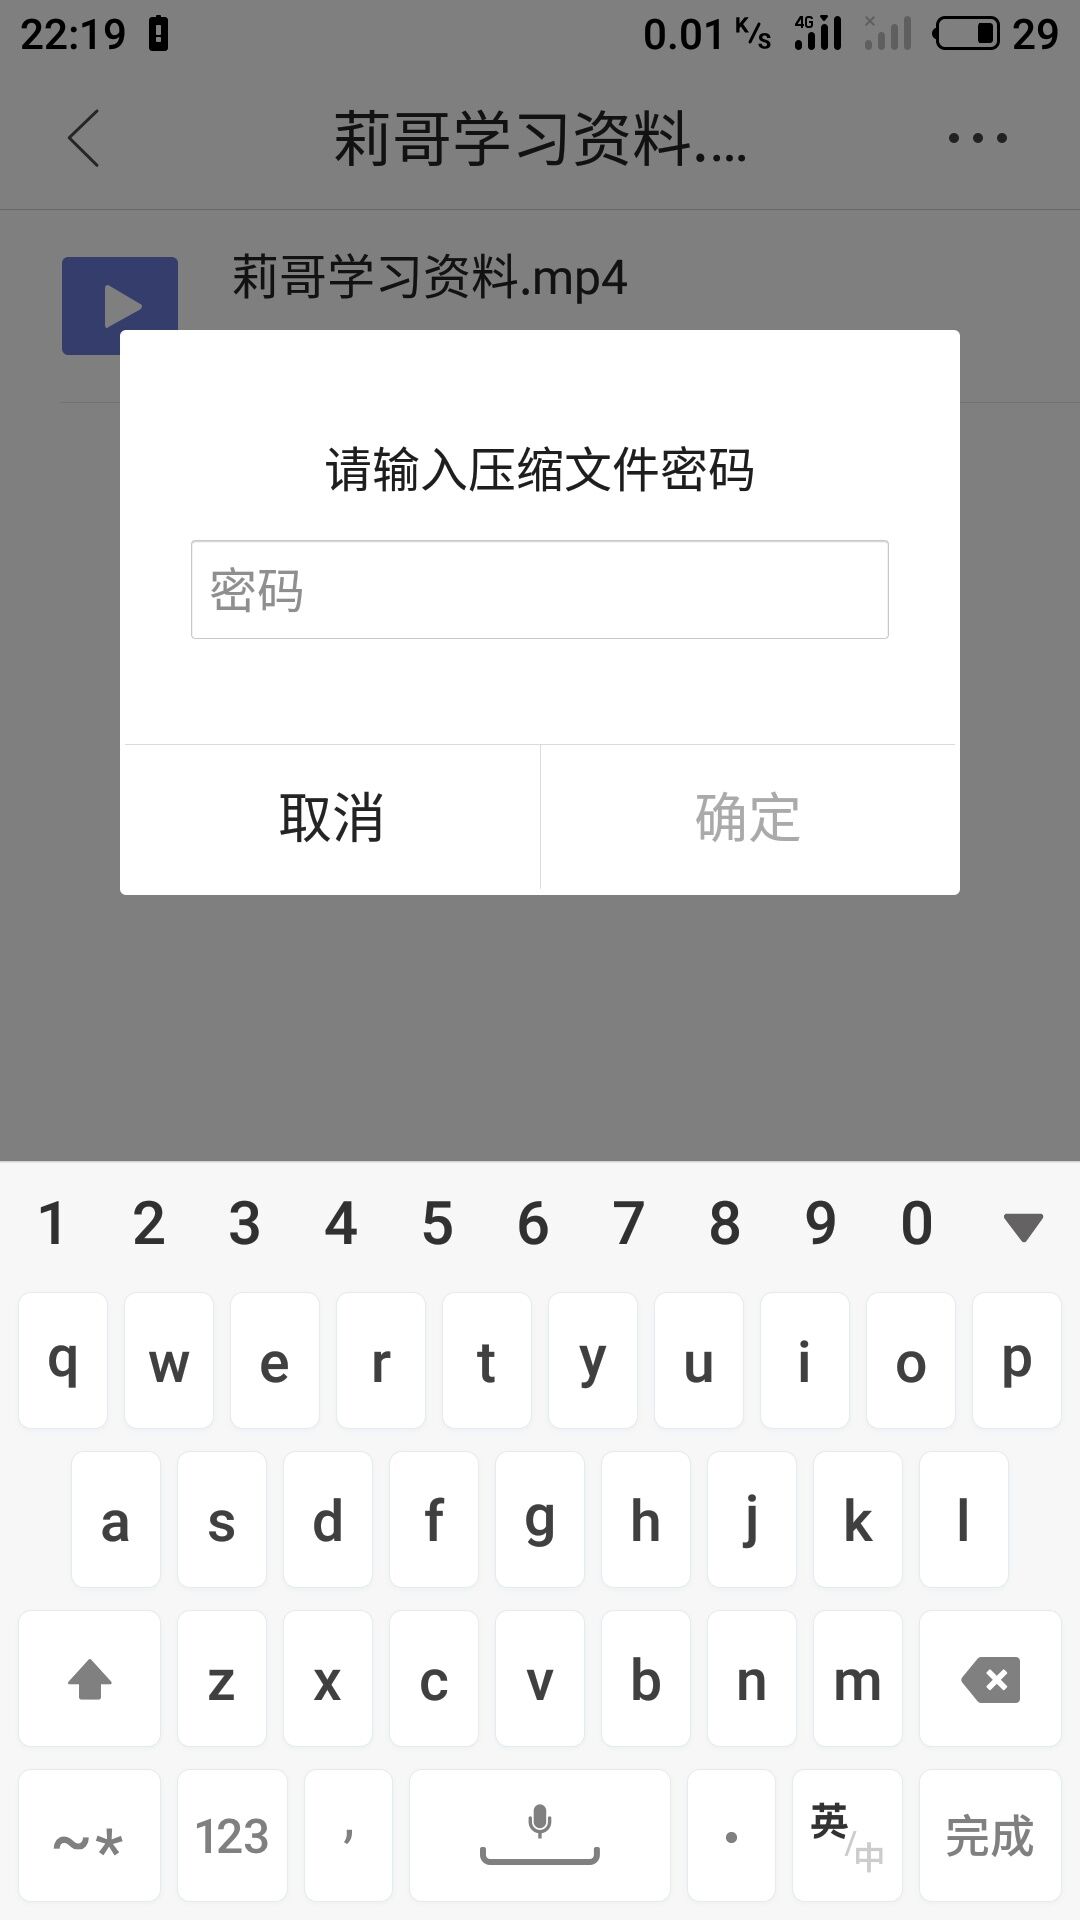 22:19 0.01 K/s 4G 29
莉哥学习资料.…
莉哥学习资料.mp4
请输入压缩文件密码
密码
取消 确定
1 2 3 4 5 6 7 8 9 0
q w e r t y u i o p
a s d f g h j k l
z x c v b n m
~* 123 , . 英/中 完成